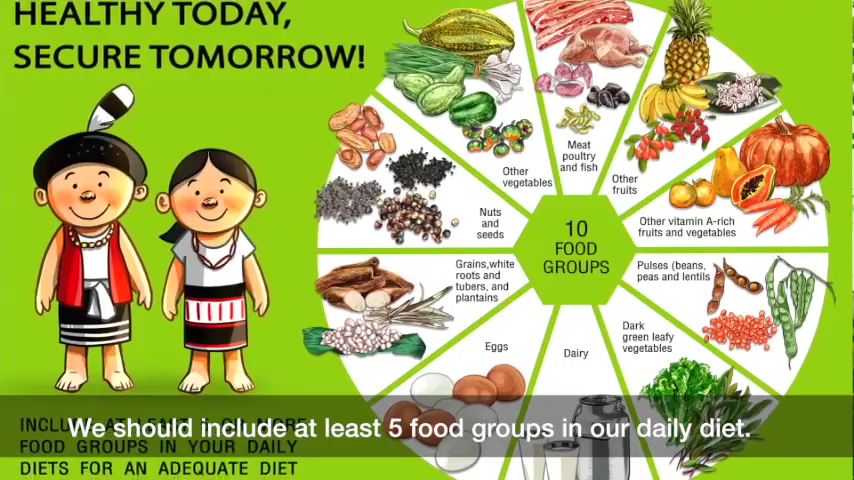 HEALTHY TODAY,
SECURE TOMORROW!
Other
vegetables
Meat
poultry
and fish
Other
fruits
Nuts
and
seeds
10
FOOD
GROUPS
Other vitamin A-rich
fruits and vegetables
Grains,white
roots and
tubers, and
plantains
Pulses (beans,
peas and lentils
Eggs
Dairy
Dark
green leafy
vegetables
We should include at least 5 food groups in our daily diet.
FOOD GROUPS IN YOUR DAILY
DIETS FOR AN ADEQUATE DIET